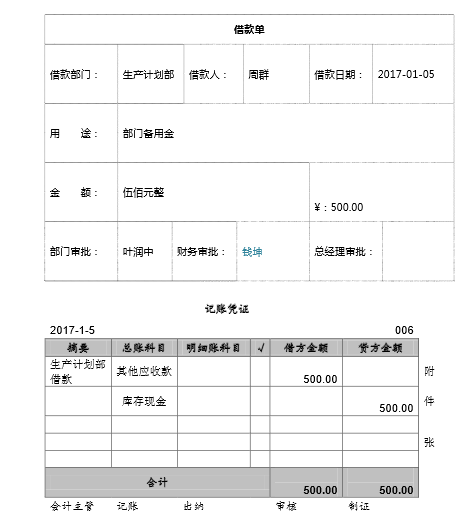 借款单
借款部门： 生产计划部 借款人： 周群 借款日期： 2017-01-05
用 途： 部门备用金
金 额： 伍佰元整 ¥：500.00
部门审批： 叶润中 财务审批： 钱坤 总经理审批：
记账凭证
2017-1-5 006
摘要 总账科目 明细账科目 √ 借方金额 贷方金额
生产计划部借款 其他应收款 500.00 附
库存现金 500.00 件
张
合计 500.00 500.00
会计主管 记账 出纳 审核 制证